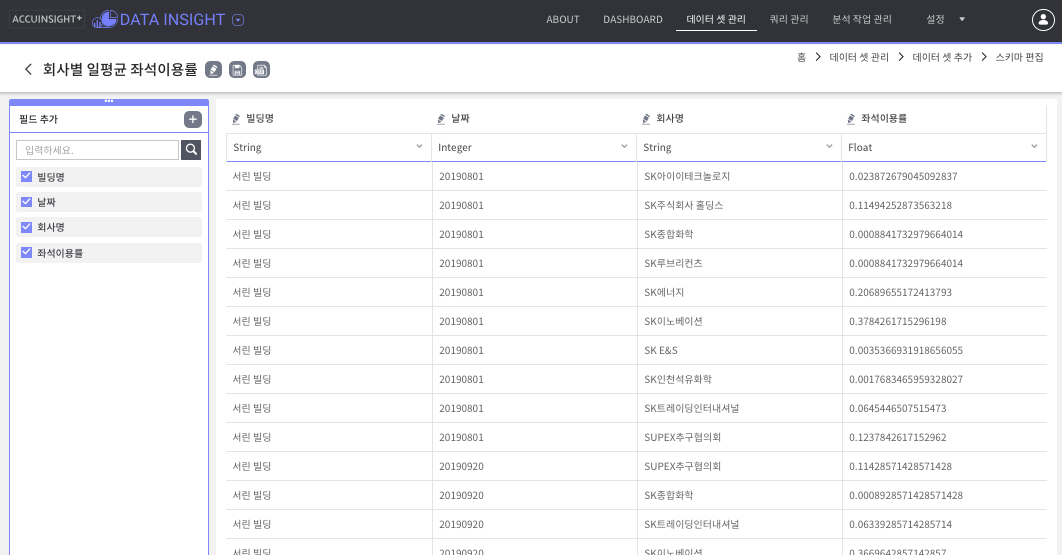 ACCUINSIGHT+ DATA INSIGHT ABOUT DASHBOARD 데이터 셋 관리 쿼리 관리 분석 작업 관리 설정
홈 > 데이터 셋 관리 > 데이터 셋 추가 > 스키마 편집
회사별 일평균 좌석이용률
필드 추가
입력하세요.
빌딩명
날짜
회사명
좌석이용률
빌딩명 날짜 회사명 좌석이용률
String Integer String Float
서린 빌딩 20190801 SK아이이테크놀로지 0.023872679045092837
서린 빌딩 20190801 SK주식회사 홀딩스 0.11494252873563218
서린 빌딩 20190801 SK종합화학 0.0008841732979664014
서린 빌딩 20190801 SK루브리컨츠 0.0008841732979664014
서린 빌딩 20190801 SK에너지 0.20689655172413793
서린 빌딩 20190801 SK이노베이션 0.3784261715296198
서린 빌딩 20190801 SK E&S 0.0035366931918656055
서린 빌딩 20190801 SK인천석유화학 0.0017683465959328027
서린 빌딩 20190801 SK트레이딩인터내셔널 0.0645446507515473
서린 빌딩 20190801 SUPEX추구협의회 0.1237842617152962
서린 빌딩 20190920 SUPEX추구협의회 0.11428571428571428
서린 빌딩 20190920 SK종합화학 0.0008928571428571428
서린 빌딩 20190920 SK트레이딩인터내셔널 0.06339285714285714
서린 빌딩 20190920 SK이노베이션 0.3669642857142857